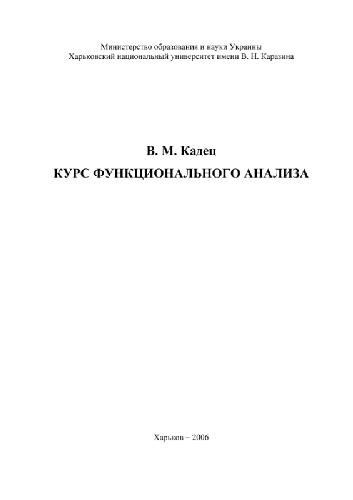 Министерство образования и науки Украины
Харьковский национальный университет имени В. Н. Каразина
В. М. Кадец
КУРС ФУНКЦИОНАЛЬНОГО АНАЛИЗА
Харьков – 2006